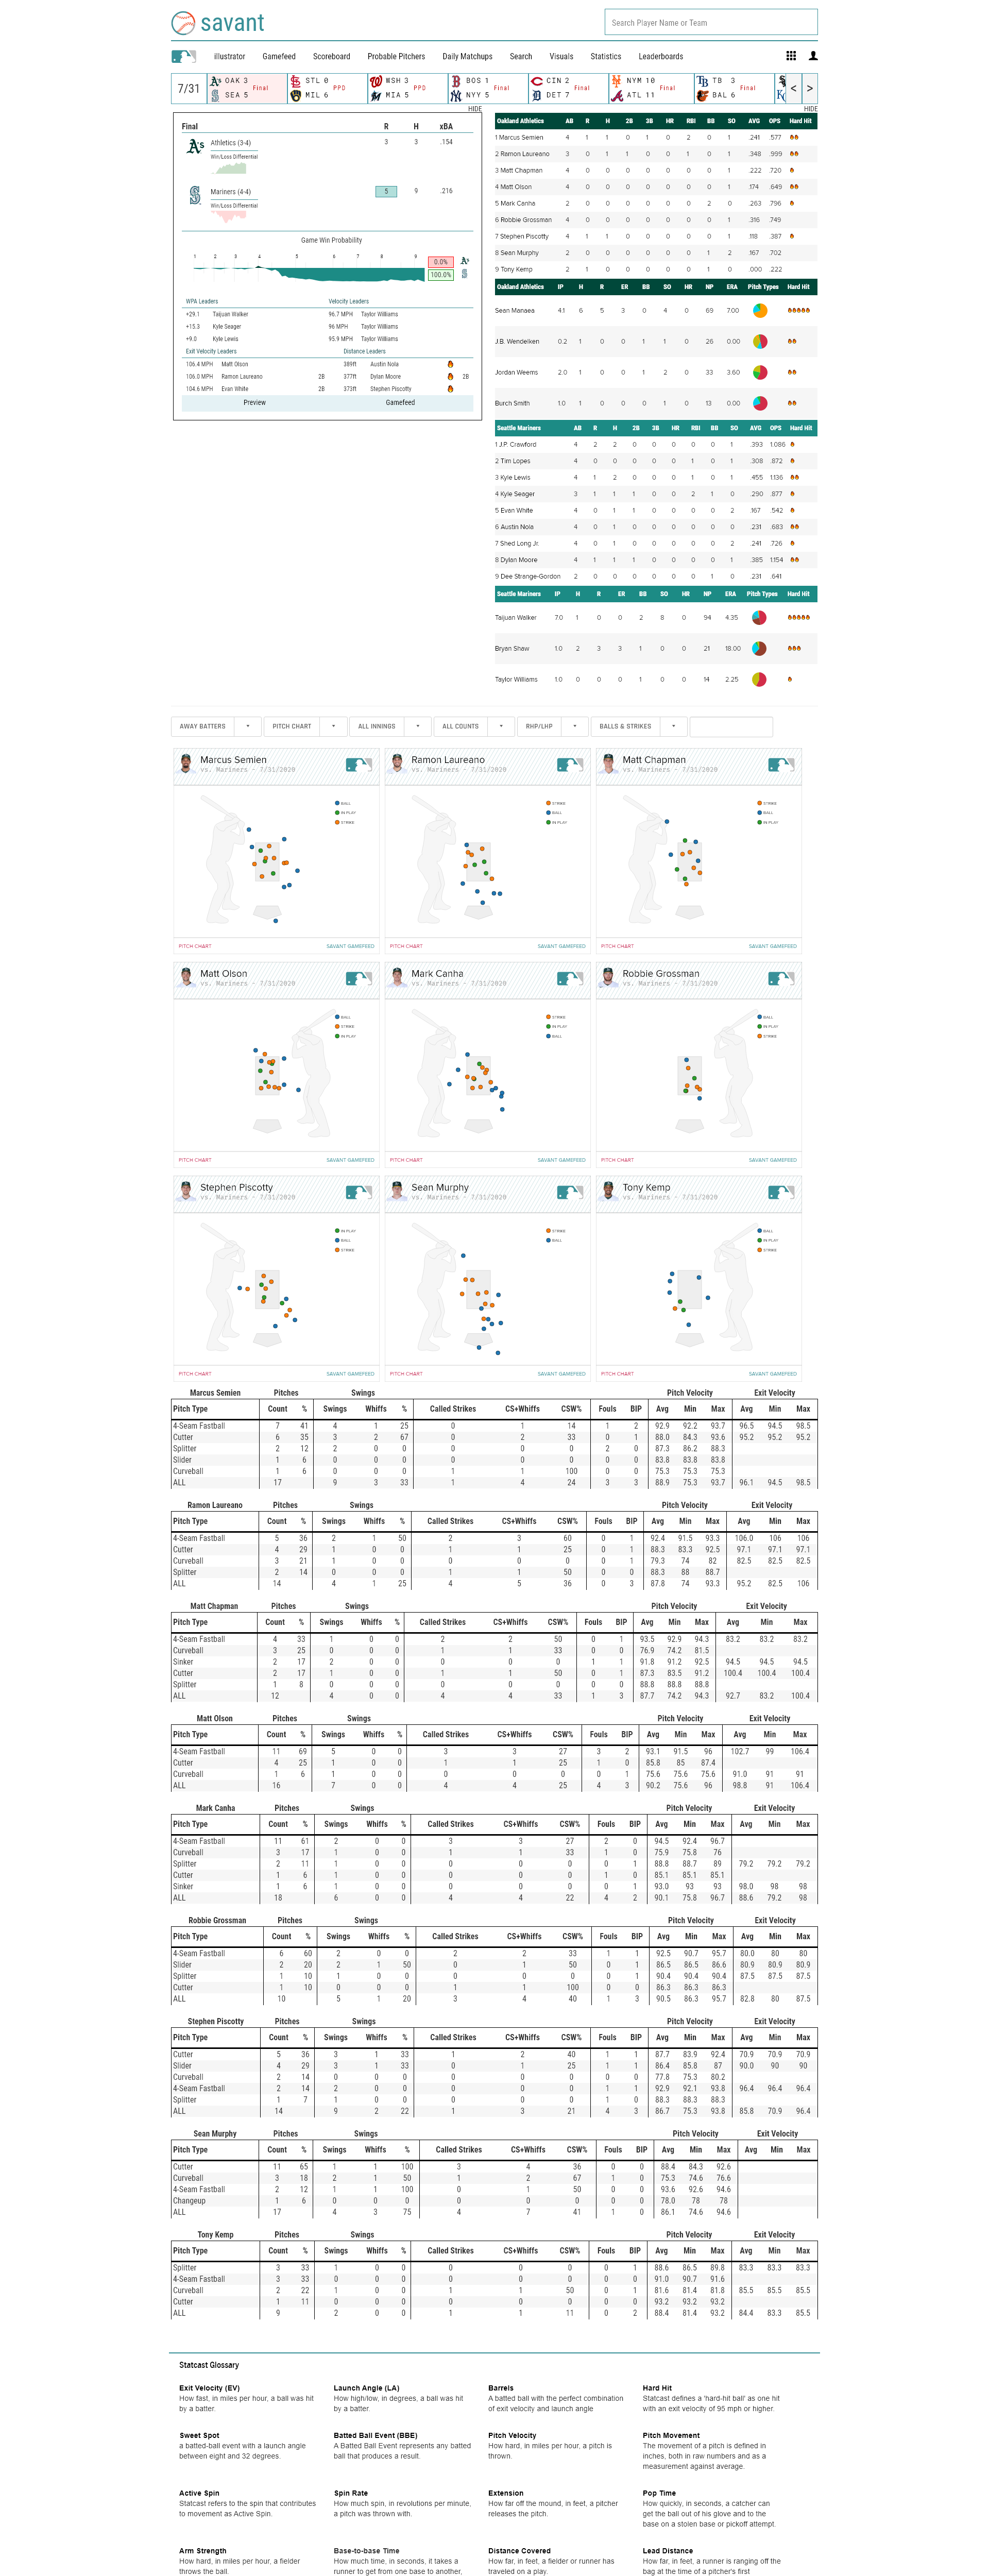 savant
Search Player Name or Team
illustrator Gamefeed Scoreboard Probable Pitchers Daily Matchups Search Visuals Statistics Leaderboards
7/31
OAK 3 SEA 5 Final
STL 0 MIL 6 PPD
WSH 3 MIA 5 PPD
BOS 1 NYY 5 Final
CIN 2 DET 7 Final
NYM 10 ATL 11 Final
TB 3 BAL 6 Final
< >
HIDE HIDE
Final R H xBA
Athletics (3-4) 3 3 .154
Win/Loss Differential
Mariners (4-4) 5 9 .216
Win/Loss Differential
Game Win Probability
1 2 3 4 5 6 7 8 9
0.0%
100.0%
WPA Leaders Velocity Leaders
+29.1 Taijuan Walker 96.7 MPH Taylor Williams
+15.3 Kyle Seager 96 MPH Taylor Williams
+9.0 Kyle Lewis 95.9 MPH Taylor Williams
Exit Velocity Leaders Distance Leaders
106.4 MPH Matt Olson 389ft Austin Nola
106.0 MPH Ramon Laureano 2B 377ft Dylan Moore 2B
104.6 MPH Evan White 2B 373ft Stephen Piscotty
Preview Gamefeed
Oakland Athletics AB R H 2B 3B HR RBI BB SO AVG OPS Hard Hit
1 Marcus Semien 4 1 1 0 1 0 2 0 1 .241 .577
2 Ramon Laureano 3 0 1 1 0 0 1 0 1 .348 .999
3 Matt Chapman 4 0 0 0 0 0 0 0 1 .222 .720
4 Matt Olson 4 0 0 0 0 0 0 0 1 .174 .649
5 Mark Canha 2 0 0 0 0 0 0 2 0 .263 .796
6 Robbie Grossman 4 0 0 0 0 0 0 0 1 .316 .749
7 Stephen Piscotty 4 1 1 0 0 0 0 0 1 .118 .387
8 Sean Murphy 2 0 0 0 0 0 0 1 2 .167 .702
9 Tony Kemp 2 1 0 0 0 0 0 1 0 .000 .222
Oakland Athletics IP H R ER BB SO HR NP ERA Pitch Types Hard Hit
Sean Manaea 4.1 6 5 3 0 4 0 69 7.00
J.B. Wendelken 0.2 1 0 0 1 1 0 26 0.00
Jordan Weems 2.0 1 0 0 1 2 0 33 3.60
Burch Smith 1.0 1 0 0 0 1 0 13 0.00
Seattle Mariners AB R H 2B 3B HR RBI BB SO AVG OPS Hard Hit
1 J.P. Crawford 4 2 2 0 0 0 0 0 1 .393 1.086
2 Tim Lopes 4 0 0 0 0 0 1 0 1 .308 .872
3 Kyle Lewis 4 1 2 0 0 0 1 0 1 .455 1.136
4 Kyle Seager 3 1 1 1 0 0 2 1 0 .290 .877
5 Evan White 4 0 1 1 0 0 0 0 2 .167 .542
6 Austin Nola 4 0 1 0 0 0 0 0 0 .231 .683
7 Shed Long Jr. 4 0 1 0 0 0 0 0 2 .241 .726
8 Dylan Moore 4 1 1 1 0 0 0 0 1 .385 1.154
9 Dee Strange-Gordon 2 0 0 0 0 0 0 1 0 .231 .641
Seattle Mariners IP H R ER BB SO HR NP ERA Pitch Types Hard Hit
Taijuan Walker 7.0 1 0 0 2 8 0 94 4.35
Bryan Shaw 1.0 2 3 3 1 0 0 21 18.00
Taylor Williams 1.0 0 0 0 1 0 0 14 2.25
AWAY BATTERS PITCH CHART ALL INNINGS ALL COUNTS RHP/LHP BALLS & STRIKES
Marcus Semien
vs. Mariners - 7/31/2020
BALL
IN PLAY
STRIKE
PITCH CHART SAVANT GAMEFEED
Ramon Laureano
vs. Mariners - 7/31/2020
STRIKE
BALL
IN PLAY
PITCH CHART SAVANT GAMEFEED
Matt Chapman
vs. Mariners - 7/31/2020
STRIKE
BALL
IN PLAY
PITCH CHART SAVANT GAMEFEED
Matt Olson
vs. Mariners - 7/31/2020
BALL
STRIKE
IN PLAY
PITCH CHART SAVANT GAMEFEED
Mark Canha
vs. Mariners - 7/31/2020
STRIKE
IN PLAY
BALL
PITCH CHART SAVANT GAMEFEED
Robbie Grossman
vs. Mariners - 7/31/2020
BALL
IN PLAY
STRIKE
PITCH CHART SAVANT GAMEFEED
Stephen Piscotty
vs. Mariners - 7/31/2020
IN PLAY
BALL
STRIKE
PITCH CHART SAVANT GAMEFEED
Sean Murphy
vs. Mariners - 7/31/2020
STRIKE
BALL
PITCH CHART SAVANT GAMEFEED
Tony Kemp
vs. Mariners - 7/31/2020
BALL
IN PLAY
STRIKE
PITCH CHART SAVANT GAMEFEED
Marcus Semien Pitches Swings Pitch Velocity Exit Velocity
Pitch Type Count % Swings Whiffs % Called Strikes CS+Whiffs CSW% Fouls BIP Avg Min Max Avg Min Max
4-Seam Fastball 7 41 4 1 25 0 1 14 1 2 92.9 92.2 93.7 96.5 94.5 98.5
Cutter 6 35 3 2 67 0 2 33 0 1 88.0 84.3 93.6 95.2 95.2 95.2
Splitter 2 12 2 0 0 0 0 0 2 0 87.3 86.2 88.3
Slider 1 6 0 0 0 0 0 0 0 0 83.8 83.8 83.8
Curveball 1 6 0 0 0 1 1 100 0 0 75.3 75.3 75.3
ALL 17 9 3 33 1 4 24 3 3 88.9 75.3 93.7 96.1 94.5 98.5
Ramon Laureano Pitches Swings Pitch Velocity Exit Velocity
Pitch Type Count % Swings Whiffs % Called Strikes CS+Whiffs CSW% Fouls BIP Avg Min Max Avg Min Max
4-Seam Fastball 5 36 2 1 50 2 3 60 0 1 92.4 91.5 93.3 106.0 106 106
Cutter 4 29 1 0 0 1 1 25 0 1 88.3 83.3 92.5 97.1 97.1 97.1
Curveball 3 21 1 0 0 0 0 0 0 1 79.3 74 82 82.5 82.5 82.5
Splitter 2 14 0 0 0 1 1 50 0 0 88.3 88 88.7
ALL 14 4 1 25 4 5 36 0 3 87.8 74 93.3 95.2 82.5 106
Matt Chapman Pitches Swings Pitch Velocity Exit Velocity
Pitch Type Count % Swings Whiffs % Called Strikes CS+Whiffs CSW% Fouls BIP Avg Min Max Avg Min Max
4-Seam Fastball 4 33 1 0 0 2 2 50 0 1 93.5 92.9 94.3 83.2 83.2 83.2
Curveball 3 25 0 0 0 1 1 33 0 0 76.9 74.2 81.5
Sinker 2 17 2 0 0 0 0 0 1 1 91.8 91.2 92.5 94.5 94.5 94.5
Cutter 2 17 1 0 0 1 1 50 0 1 87.3 83.5 91.2 100.4 100.4 100.4
Splitter 1 8 0 0 0 0 0 0 0 0 88.8 88.8 88.8
ALL 12 4 0 0 4 4 33 1 3 87.7 74.2 94.3 92.7 83.2 100.4
Matt Olson Pitches Swings Pitch Velocity Exit Velocity
Pitch Type Count % Swings Whiffs % Called Strikes CS+Whiffs CSW% Fouls BIP Avg Min Max Avg Min Max
4-Seam Fastball 11 69 5 0 0 3 3 27 3 2 93.1 91.5 96 102.7 99 106.4
Cutter 4 25 1 0 0 1 1 25 1 0 85.8 85 87.4
Curveball 1 6 1 0 0 0 0 0 0 1 75.6 75.6 75.6 91.0 91 91
ALL 16 7 0 0 4 4 25 4 3 90.2 75.6 96 98.8 91 106.4
Mark Canha Pitches Swings Pitch Velocity Exit Velocity
Pitch Type Count % Swings Whiffs % Called Strikes CS+Whiffs CSW% Fouls BIP Avg Min Max Avg Min Max
4-Seam Fastball 11 61 2 0 0 3 3 27 2 0 94.5 92.4 96.7
Curveball 3 17 1 0 0 1 1 33 1 0 75.9 75.8 76
Splitter 2 11 1 0 0 0 0 0 0 1 88.8 88.7 89 79.2 79.2 79.2
Cutter 1 6 1 0 0 0 0 0 1 0 85.1 85.1 85.1
Sinker 1 6 1 0 0 0 0 0 0 1 93.0 93 93 98.0 98 98
ALL 18 6 0 0 4 4 22 4 2 90.1 75.8 96.7 88.6 79.2 98
Robbie Grossman Pitches Swings Pitch Velocity Exit Velocity
Pitch Type Count % Swings Whiffs % Called Strikes CS+Whiffs CSW% Fouls BIP Avg Min Max Avg Min Max
4-Seam Fastball 6 60 2 0 0 2 2 33 1 1 92.5 90.7 95.7 80.0 80 80
Slider 2 20 2 1 50 0 1 50 0 1 86.5 86.5 86.6 80.9 80.9 80.9
Splitter 1 10 1 0 0 0 0 0 0 1 90.4 90.4 90.4 87.5 87.5 87.5
Cutter 1 10 0 0 0 1 1 100 0 0 86.3 86.3 86.3
ALL 10 5 1 20 3 4 40 1 3 90.5 86.3 95.7 82.8 80 87.5
Stephen Piscotty Pitches Swings Pitch Velocity Exit Velocity
Pitch Type Count % Swings Whiffs % Called Strikes CS+Whiffs CSW% Fouls BIP Avg Min Max Avg Min Max
Cutter 5 36 3 1 33 1 2 40 1 1 87.7 83.9 92.4 70.9 70.9 70.9
Slider 4 29 3 1 33 0 1 25 1 1 86.4 85.8 87 90.0 90 90
Curveball 2 14 0 0 0 0 0 0 0 0 77.8 75.3 80.2
4-Seam Fastball 2 14 2 0 0 0 0 0 1 1 92.9 92.1 93.8 96.4 96.4 96.4
Splitter 1 7 1 0 0 0 0 0 1 0 88.3 88.3 88.3
ALL 14 9 2 22 1 3 21 4 3 86.7 75.3 93.8 85.8 70.9 96.4
Sean Murphy Pitches Swings Pitch Velocity Exit Velocity
Pitch Type Count % Swings Whiffs % Called Strikes CS+Whiffs CSW% Fouls BIP Avg Min Max Avg Min Max
Cutter 11 65 1 1 100 3 4 36 0 0 88.4 84.3 92.6
Curveball 3 18 2 1 50 1 2 67 1 0 75.3 74.6 76.6
4-Seam Fastball 2 12 1 1 100 0 1 50 0 0 93.6 92.6 94.6
Changeup 1 6 0 0 0 0 0 0 0 0 78.0 78 78
ALL 17 4 3 75 4 7 41 1 0 86.1 74.6 94.6
Tony Kemp Pitches Swings Pitch Velocity Exit Velocity
Pitch Type Count % Swings Whiffs % Called Strikes CS+Whiffs CSW% Fouls BIP Avg Min Max Avg Min Max
Splitter 3 33 1 0 0 0 0 0 0 1 88.6 86.5 89.8 83.3 83.3 83.3
4-Seam Fastball 3 33 0 0 0 0 0 0 0 0 91.0 90.7 91.6
Curveball 2 22 1 0 0 1 1 50 0 1 81.6 81.4 81.8 85.5 85.5 85.5
Cutter 1 11 0 0 0 0 0 0 0 0 93.2 93.2 93.2
ALL 9 2 0 0 1 1 11 0 2 88.4 81.4 93.2 84.4 83.3 85.5
Statcast Glossary
Exit Velocity (EV)
How fast, in miles per hour, a ball was hit
by a batter.
Launch Angle (LA)
How high/low, in degrees, a ball was hit
by a batter.
Barrels
A batted ball with the perfect combination
of exit velocity and launch angle
Hard Hit
Statcast defines a 'hard-hit ball' as one hit
with an exit velocity of 95 mph or higher.
Sweet Spot
a batted-ball event with a launch angle
between eight and 32 degrees.
Batted Ball Event (BBE)
A Batted Ball Event represents any batted
ball that produces a result.
Pitch Velocity
How hard, in miles per hour, a pitch is
thrown.
Pitch Movement
The movement of a pitch is defined in
inches, both in raw numbers and as a
measurement against average.
Active Spin
Statcast refers to the spin that contributes
to movement as Active Spin.
Spin Rate
How much spin, in revolutions per minute,
a pitch was thrown with.
Extension
How far off the mound, in feet, a pitcher
releases the pitch.
Pop Time
How quickly, in seconds, a catcher can
get the ball out of his glove and to the
base on a stolen base or pickoff attempt.
Arm Strength
How hard, in miles per hour, a fielder
throws the ball.
Base-to-base Time
How much time, in seconds, it takes a
runner to get from one base to another,
Distance Covered
How far, in feet, a fielder or runner has
traveled on a play.
Lead Distance
How far, in feet, a runner is ranging off the
bag at the time of a pitcher's first